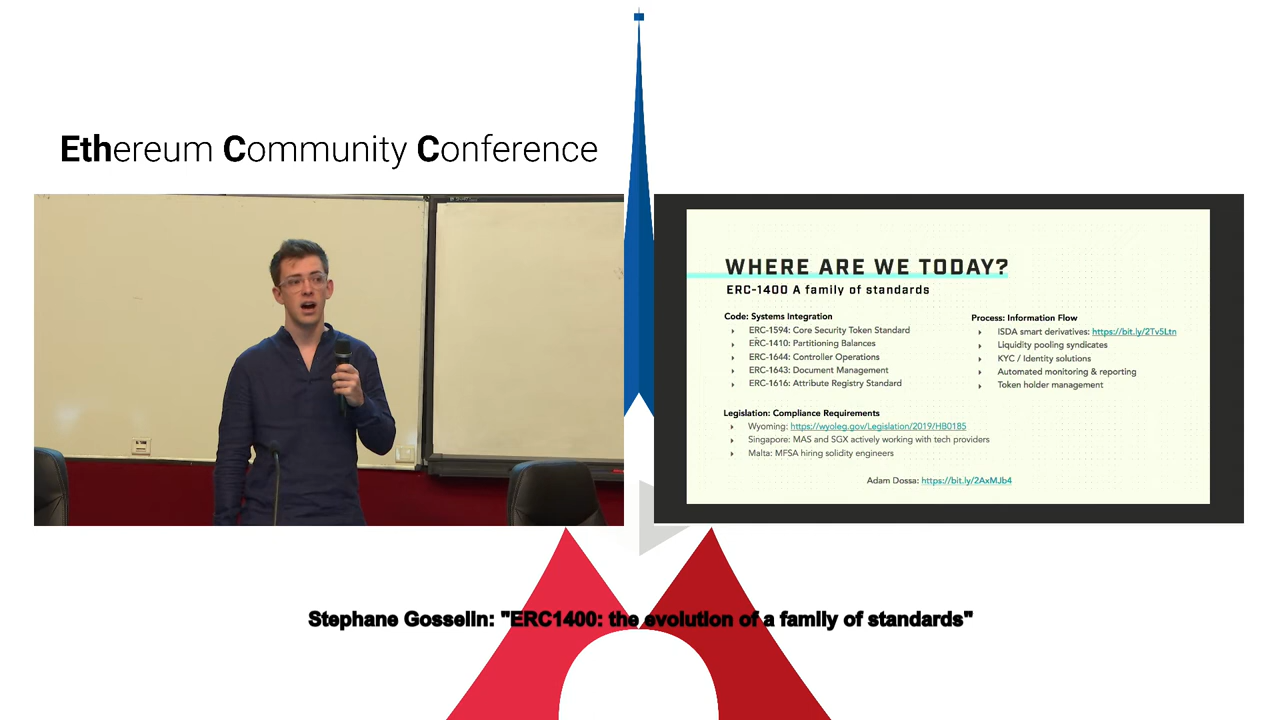 Ethereum Community Conference
WHERE ARE WE TODAY?
ERC-1400 A family of standards
Code: Systems Integration
ERC-1594: Core Security Token Standard
ERC-1410: Partitioning Balances
ERC-1644: Controller Operations
ERC-1643: Document Management
ERC-1616: Attribute Registry Standard
Process: Information Flow
ISDA smart derivatives: https://bit.ly/2Tv5Ltn
Liquidity pooling syndicates
KYC / Identity solutions
Automated monitoring & reporting
Token holder management
Legislation: Compliance Requirements
Wyoming: https://wyoleg.gov/Legislation/2019/HB0185
Singapore: MAS and SGX actively working with tech providers
Malta: MFSA hiring solidity engineers
Adam Dossa: https://bit.ly/2AxMJb4
Stephane Gosselin: "ERC1400: the evolution of a family of standards"